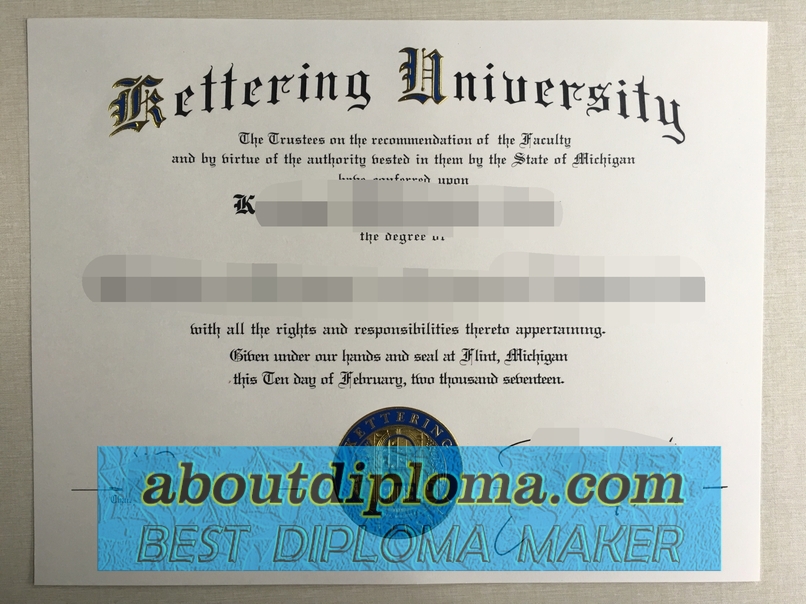 Kettering University
The Trustees on the recommendation of the Faculty
and by virtue of the authority vested in them by the State of Michigan
have conferred upon
K
the degree of
with all the rights and responsibilities thereto appertaining.
Given under our hands and seal at Flint, Michigan
this Ten day of February, two thousand seventeen.
KETTERING
aboutdiploma.com
BEST DIPLOMA MAKER